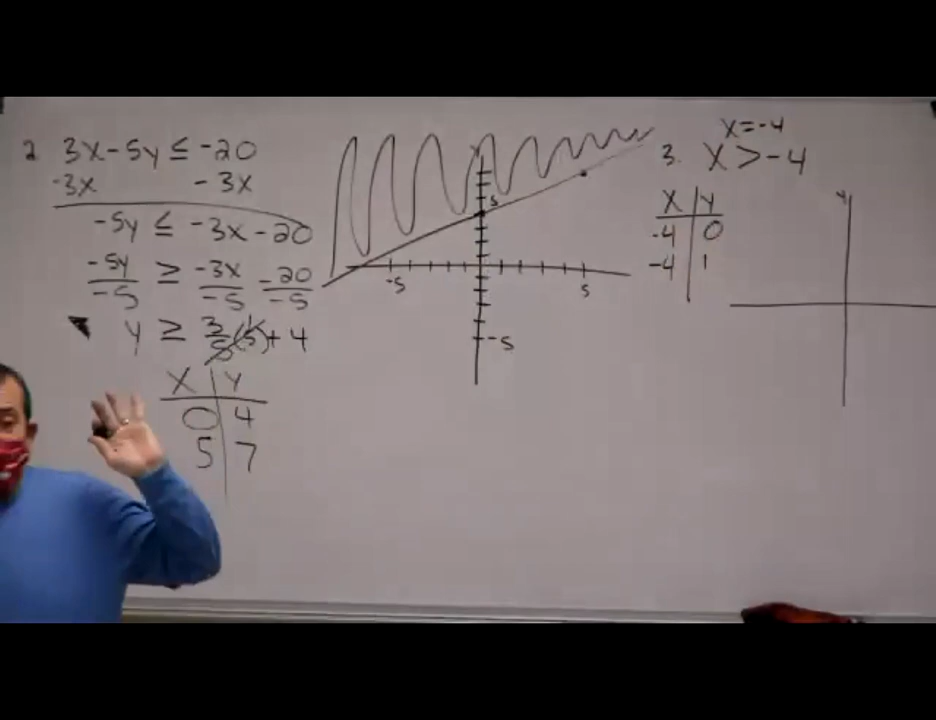 2. 3x-5y ≤ -20
-3x -3x
-5y ≤ -3x-20
-5y/-5 ≥ -3x/-5 -20/-5
y ≥ 3/5(5)+4
X | Y
0 | 4
5 | 7
5
-5 5
-5
x=-4
3. X>-4
X | Y
-4 | 0
-4 | 1
y